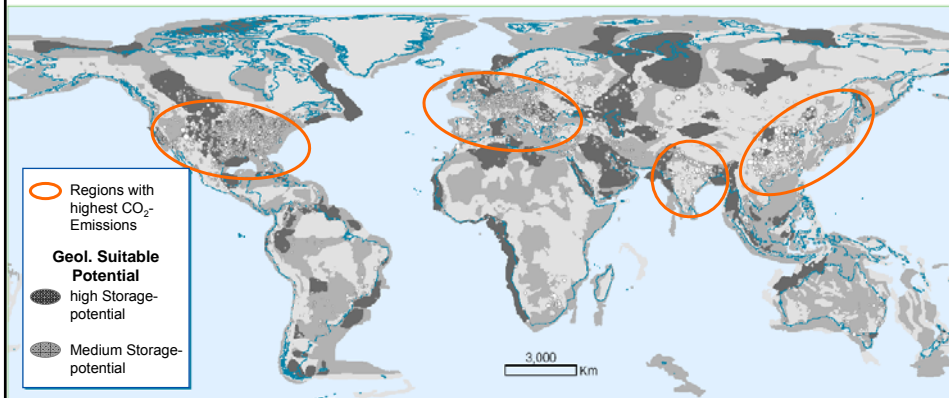 Regions with
highest CO₂-
Emissions
Geol. Suitable
Potential
high Storage-
potential
Medium Storage-
potential
3,000
Km